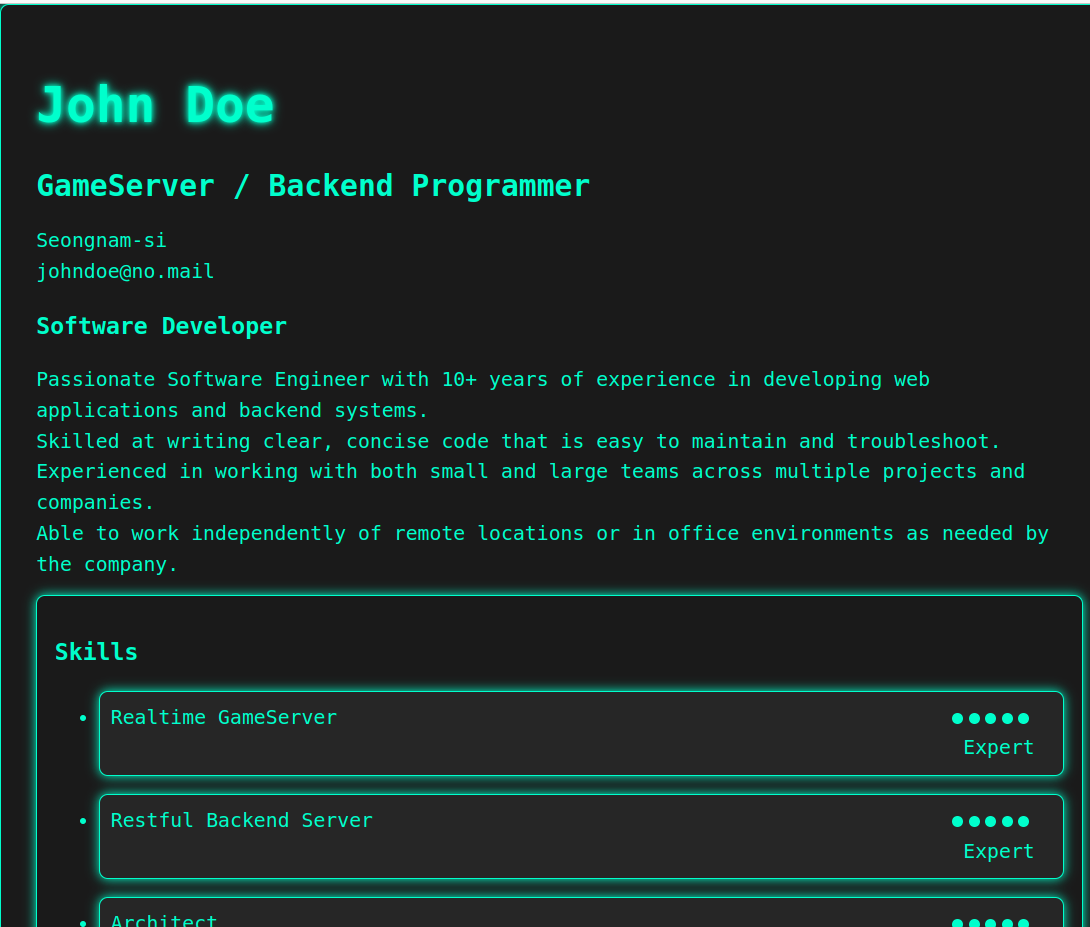 John Doe
GameServer / Backend Programmer
Seongnam-si
johndoe@no.mail
Software Developer
Passionate Software Engineer with 10+ years of experience in developing web
applications and backend systems.
Skilled at writing clear, concise code that is easy to maintain and troubleshoot.
Experienced in working with both small and large teams across multiple projects and
companies.
Able to work independently of remote locations or in office environments as needed by
the company.
Skills
Realtime GameServer
Expert
Restful Backend Server
Expert
Architect